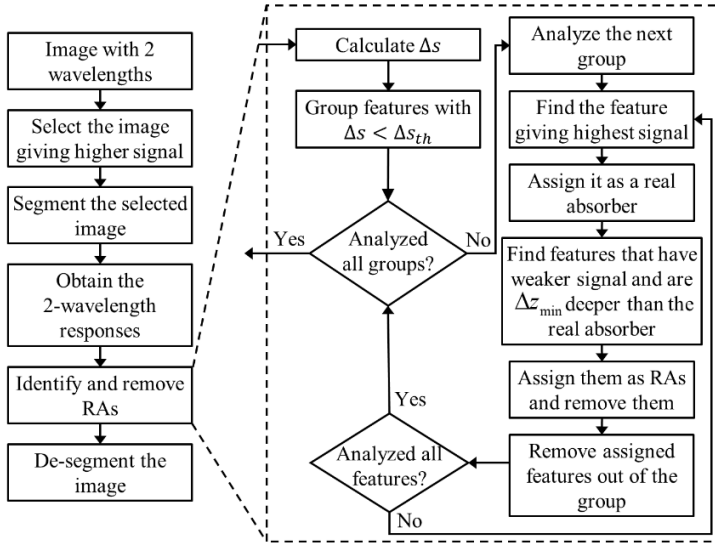 Image with 2
wavelengths
Select the image
giving higher signal
Segment the selected
image
Obtain the
2-wavelength
responses
Identify and remove
RAs
De-segment the
image
Calculate Δs
Group features with
Δs < Δs_th
Analyzed
all groups?
Yes
No
Analyze the next
group
Find the feature
giving highest signal
Assign it as a real
absorber
Find features that have
weaker signal and are
Δz_min deeper than the
real absorber
Assign them as RAs
and remove them
Remove assigned
features out of the
group
Analyzed all
features?
Yes
No